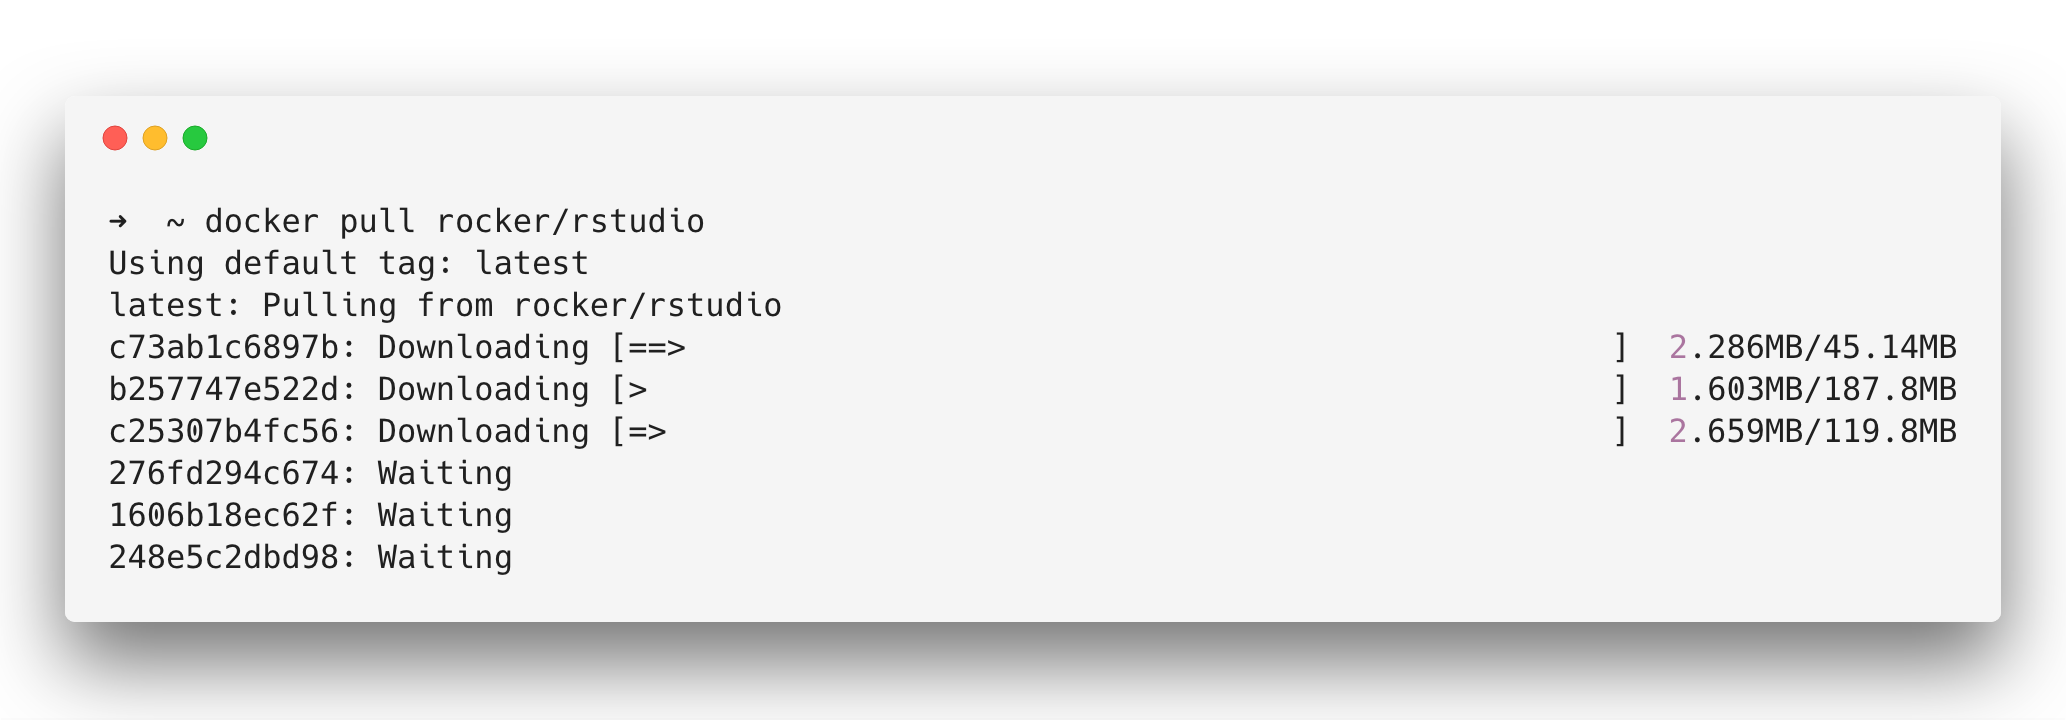 ➜  ~ docker pull rocker/rstudio
Using default tag: latest
latest: Pulling from rocker/rstudio
c73ab1c6897b: Downloading [==>                                                ]  2.286MB/45.14MB
b257747e522d: Downloading [>                                                  ]  1.603MB/187.8MB
c25307b4fc56: Downloading [=>                                                 ]  2.659MB/119.8MB
276fd294c674: Waiting
1606b18ec62f: Waiting
248e5c2dbd98: Waiting